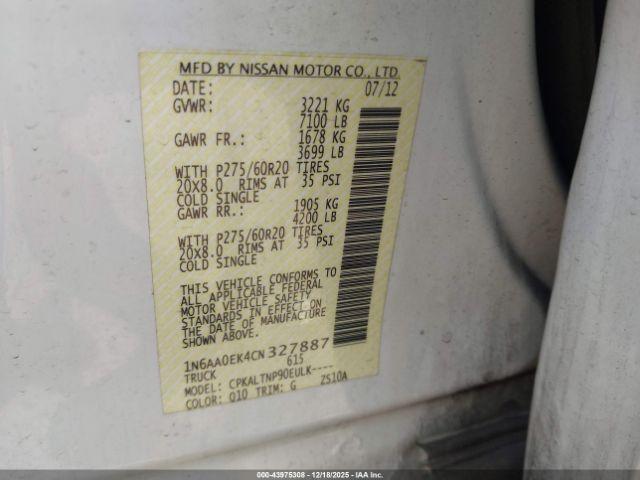 MFD BY NISSAN MOTOR CO., LTD.
DATE: 07/12
GVWR: 3221 KG
7100 LB
GAWR FR.: 1678 KG
3699 LB
WITH P275/60R20 TIRES
20X8.0 RIMS AT 35 PSI
COLD SINGLE
GAWR RR.: 1905 KG
4200 LB
WITH P275/60R20 TIRES
20X8.0 RIMS AT 35 PSI
COLD SINGLE
THIS VEHICLE CONFORMS TO
ALL APPLICABLE FEDERAL
MOTOR VEHICLE SAFETY
STANDARDS IN EFFECT ON
THE DATE OF MANUFACTURE
SHOWN ABOVE.
1N6AA0EK4CN327887
TRUCK 615
MODEL: CPKALTNP90EULK----
COLOR: Q10 TRIM: G ZS10A
000-43975308 - 12/18/2025 - IAA Inc.